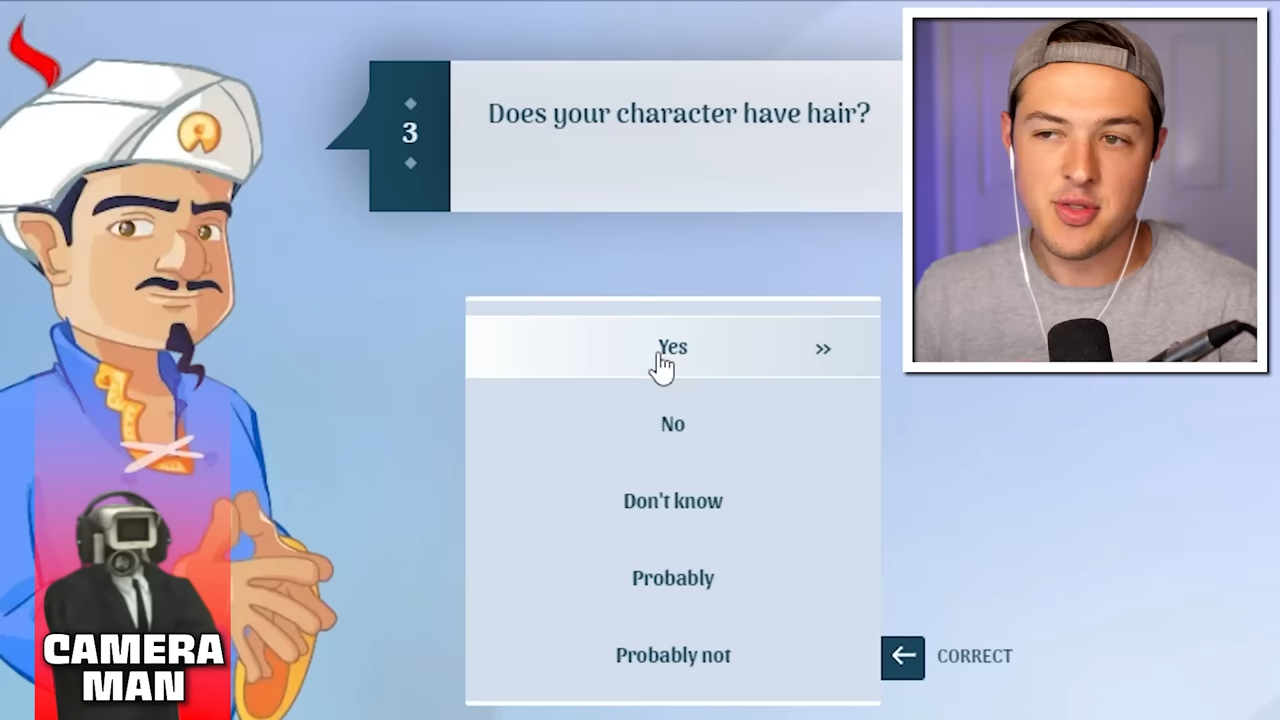 3
Does your character have hair?
Yes
No
Don't know
Probably
Probably not
CORRECT
CAMERA
MAN